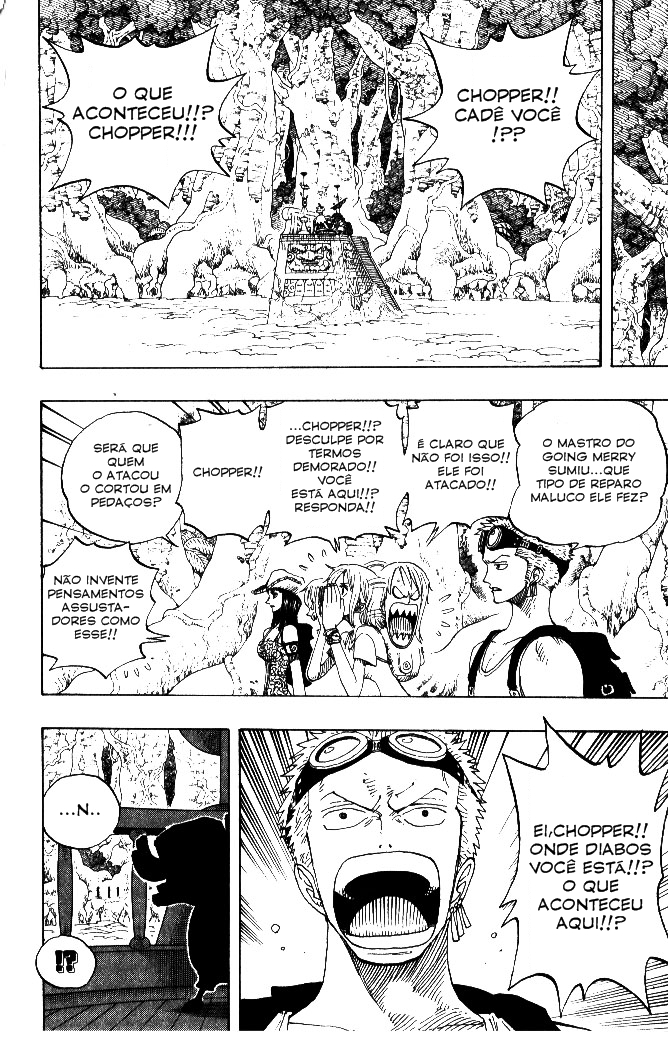 CHOPPER!!
CADÊ VOCÊ
!??
O QUE
ACONTECEU!!?
CHOPPER!!!
O MASTRO DO
GOING MERRY
SUMIU...QUE
TIPO DE REPARO
MALUCO ELE FEZ?
É CLARO QUE
NÃO FOI ISSO!!
ELE FOI
ATACADO!!
...CHOPPER!!?
DESCULPE POR
TERMOS
DEMORADO!!
VOCÊ
ESTÁ AQUI!!?
RESPONDA!!
CHOPPER!!
SERÁ QUE
QUEM
O ATACOU
O CORTOU EM
PEDAÇOS?
NÃO INVENTE
PENSAMENTOS
ASSUSTA-
DORES COMO
ESSE!!
EI,CHOPPER!!
ONDE DIABOS
VOCÊ ESTÁ!!?
O QUE
ACONTECEU
AQUI!!?
...N..
!?